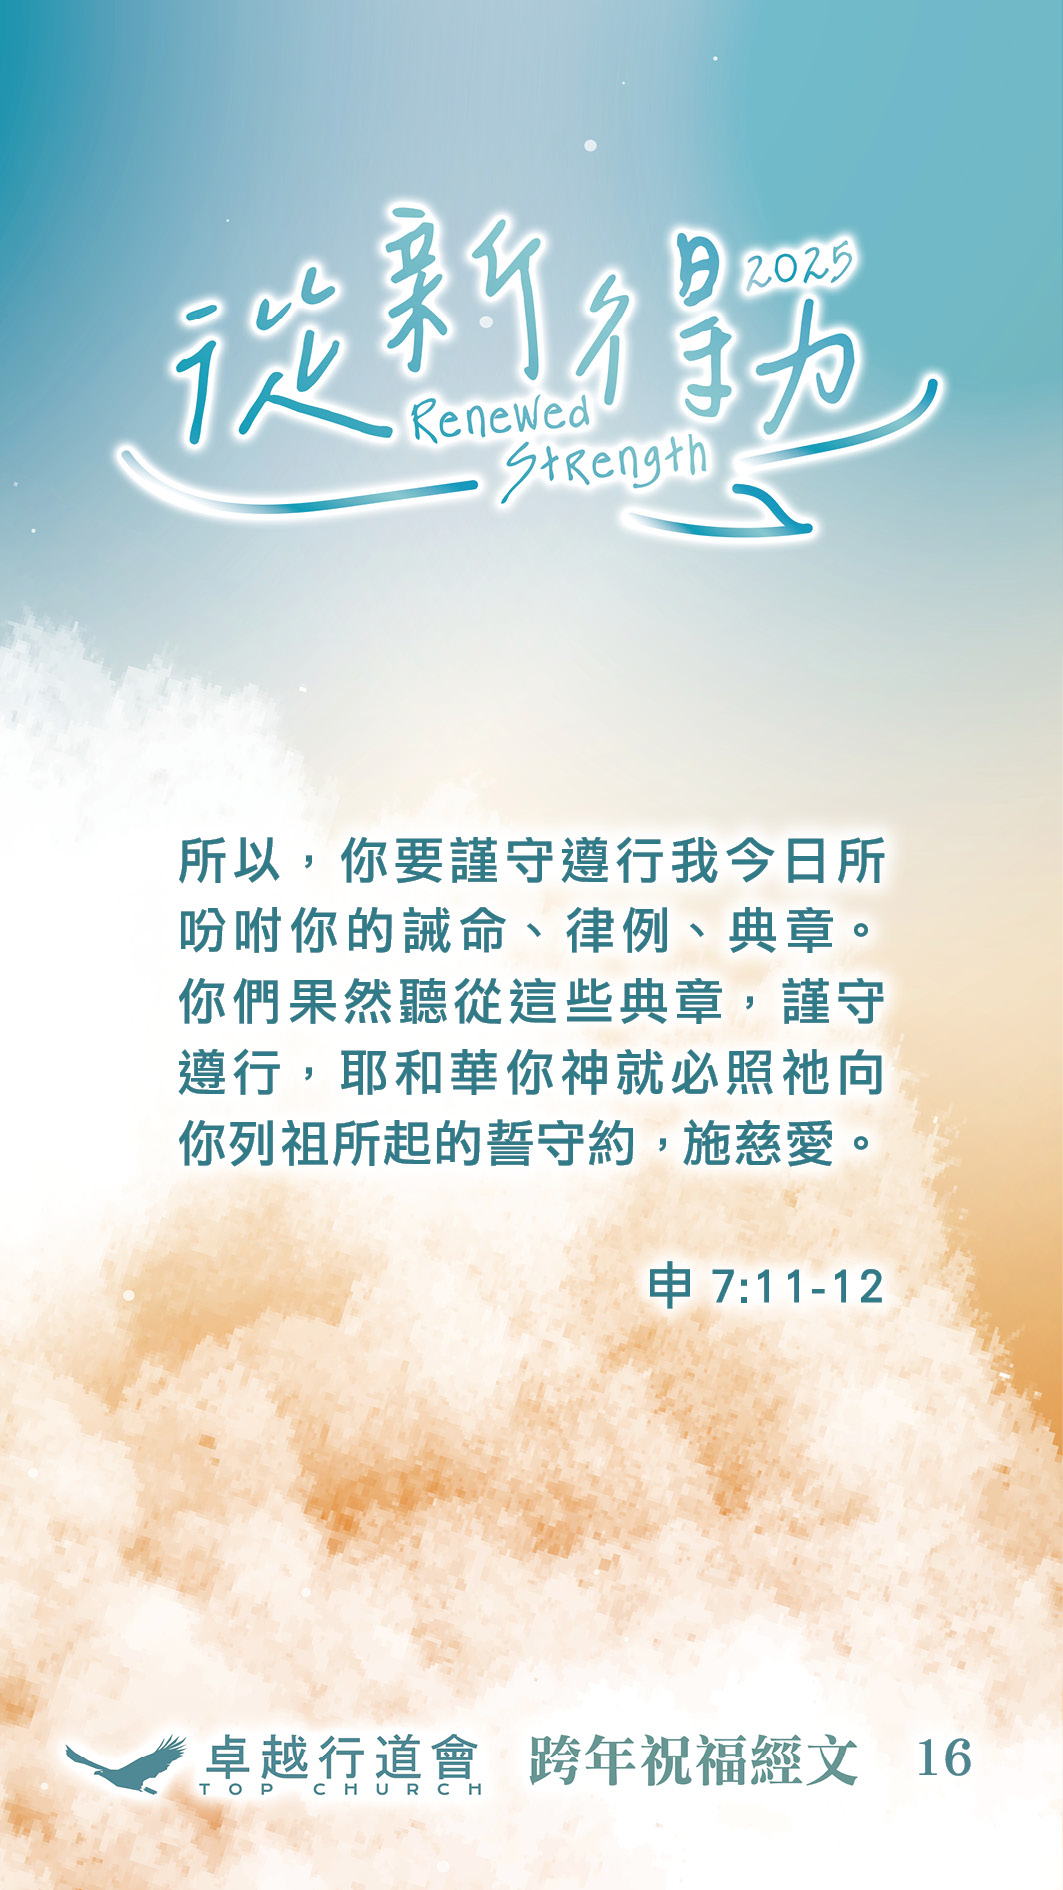 從新得力 2025
Renewed
Strength
所以，你要謹守遵行我今日所
吩咐你的誡命、律例、典章。
你們果然聽從這些典章，謹守
遵行，耶和華你神就必照祂向
你列祖所起的誓守約，施慈愛。
申 7:11-12
卓越行道會 跨年祝福經文 16
TOP CHURCH